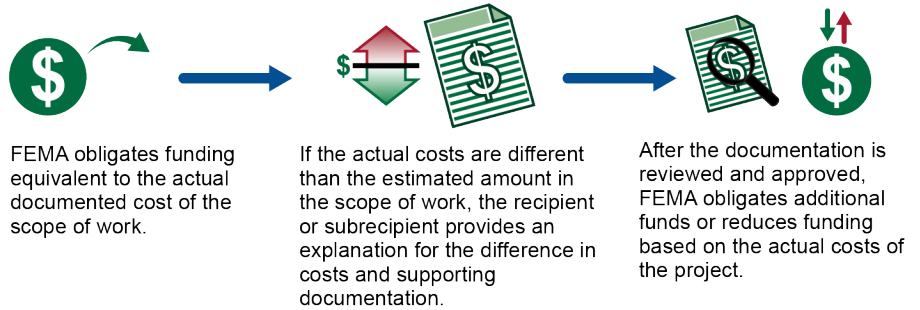 $
$
$
$
$
FEMA obligates funding
equivalent to the actual
documented cost of the
scope of work.
If the actual costs are different
than the estimated amount in
the scope of work, the recipient
or subrecipient provides an
explanation for the difference in
costs and supporting
documentation.
After the documentation is
reviewed and approved,
FEMA obligates additional
funds or reduces funding
based on the actual costs of
the project.